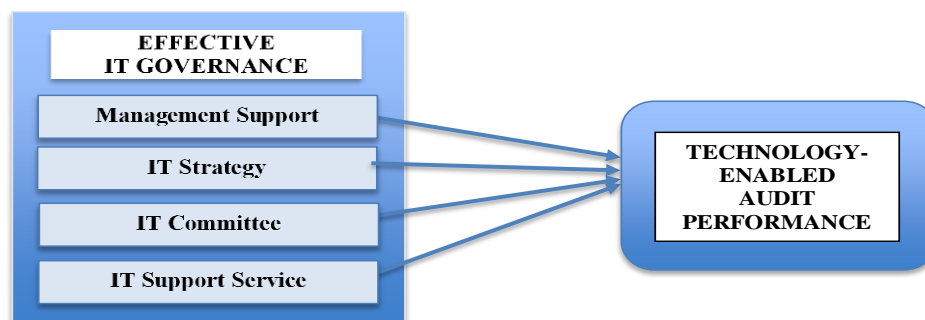 EFFECTIVE
IT GOVERNANCE
Management Support
IT Strategy
IT Committee
IT Support Service
TECHNOLOGY-
ENABLED
AUDIT
PERFORMANCE